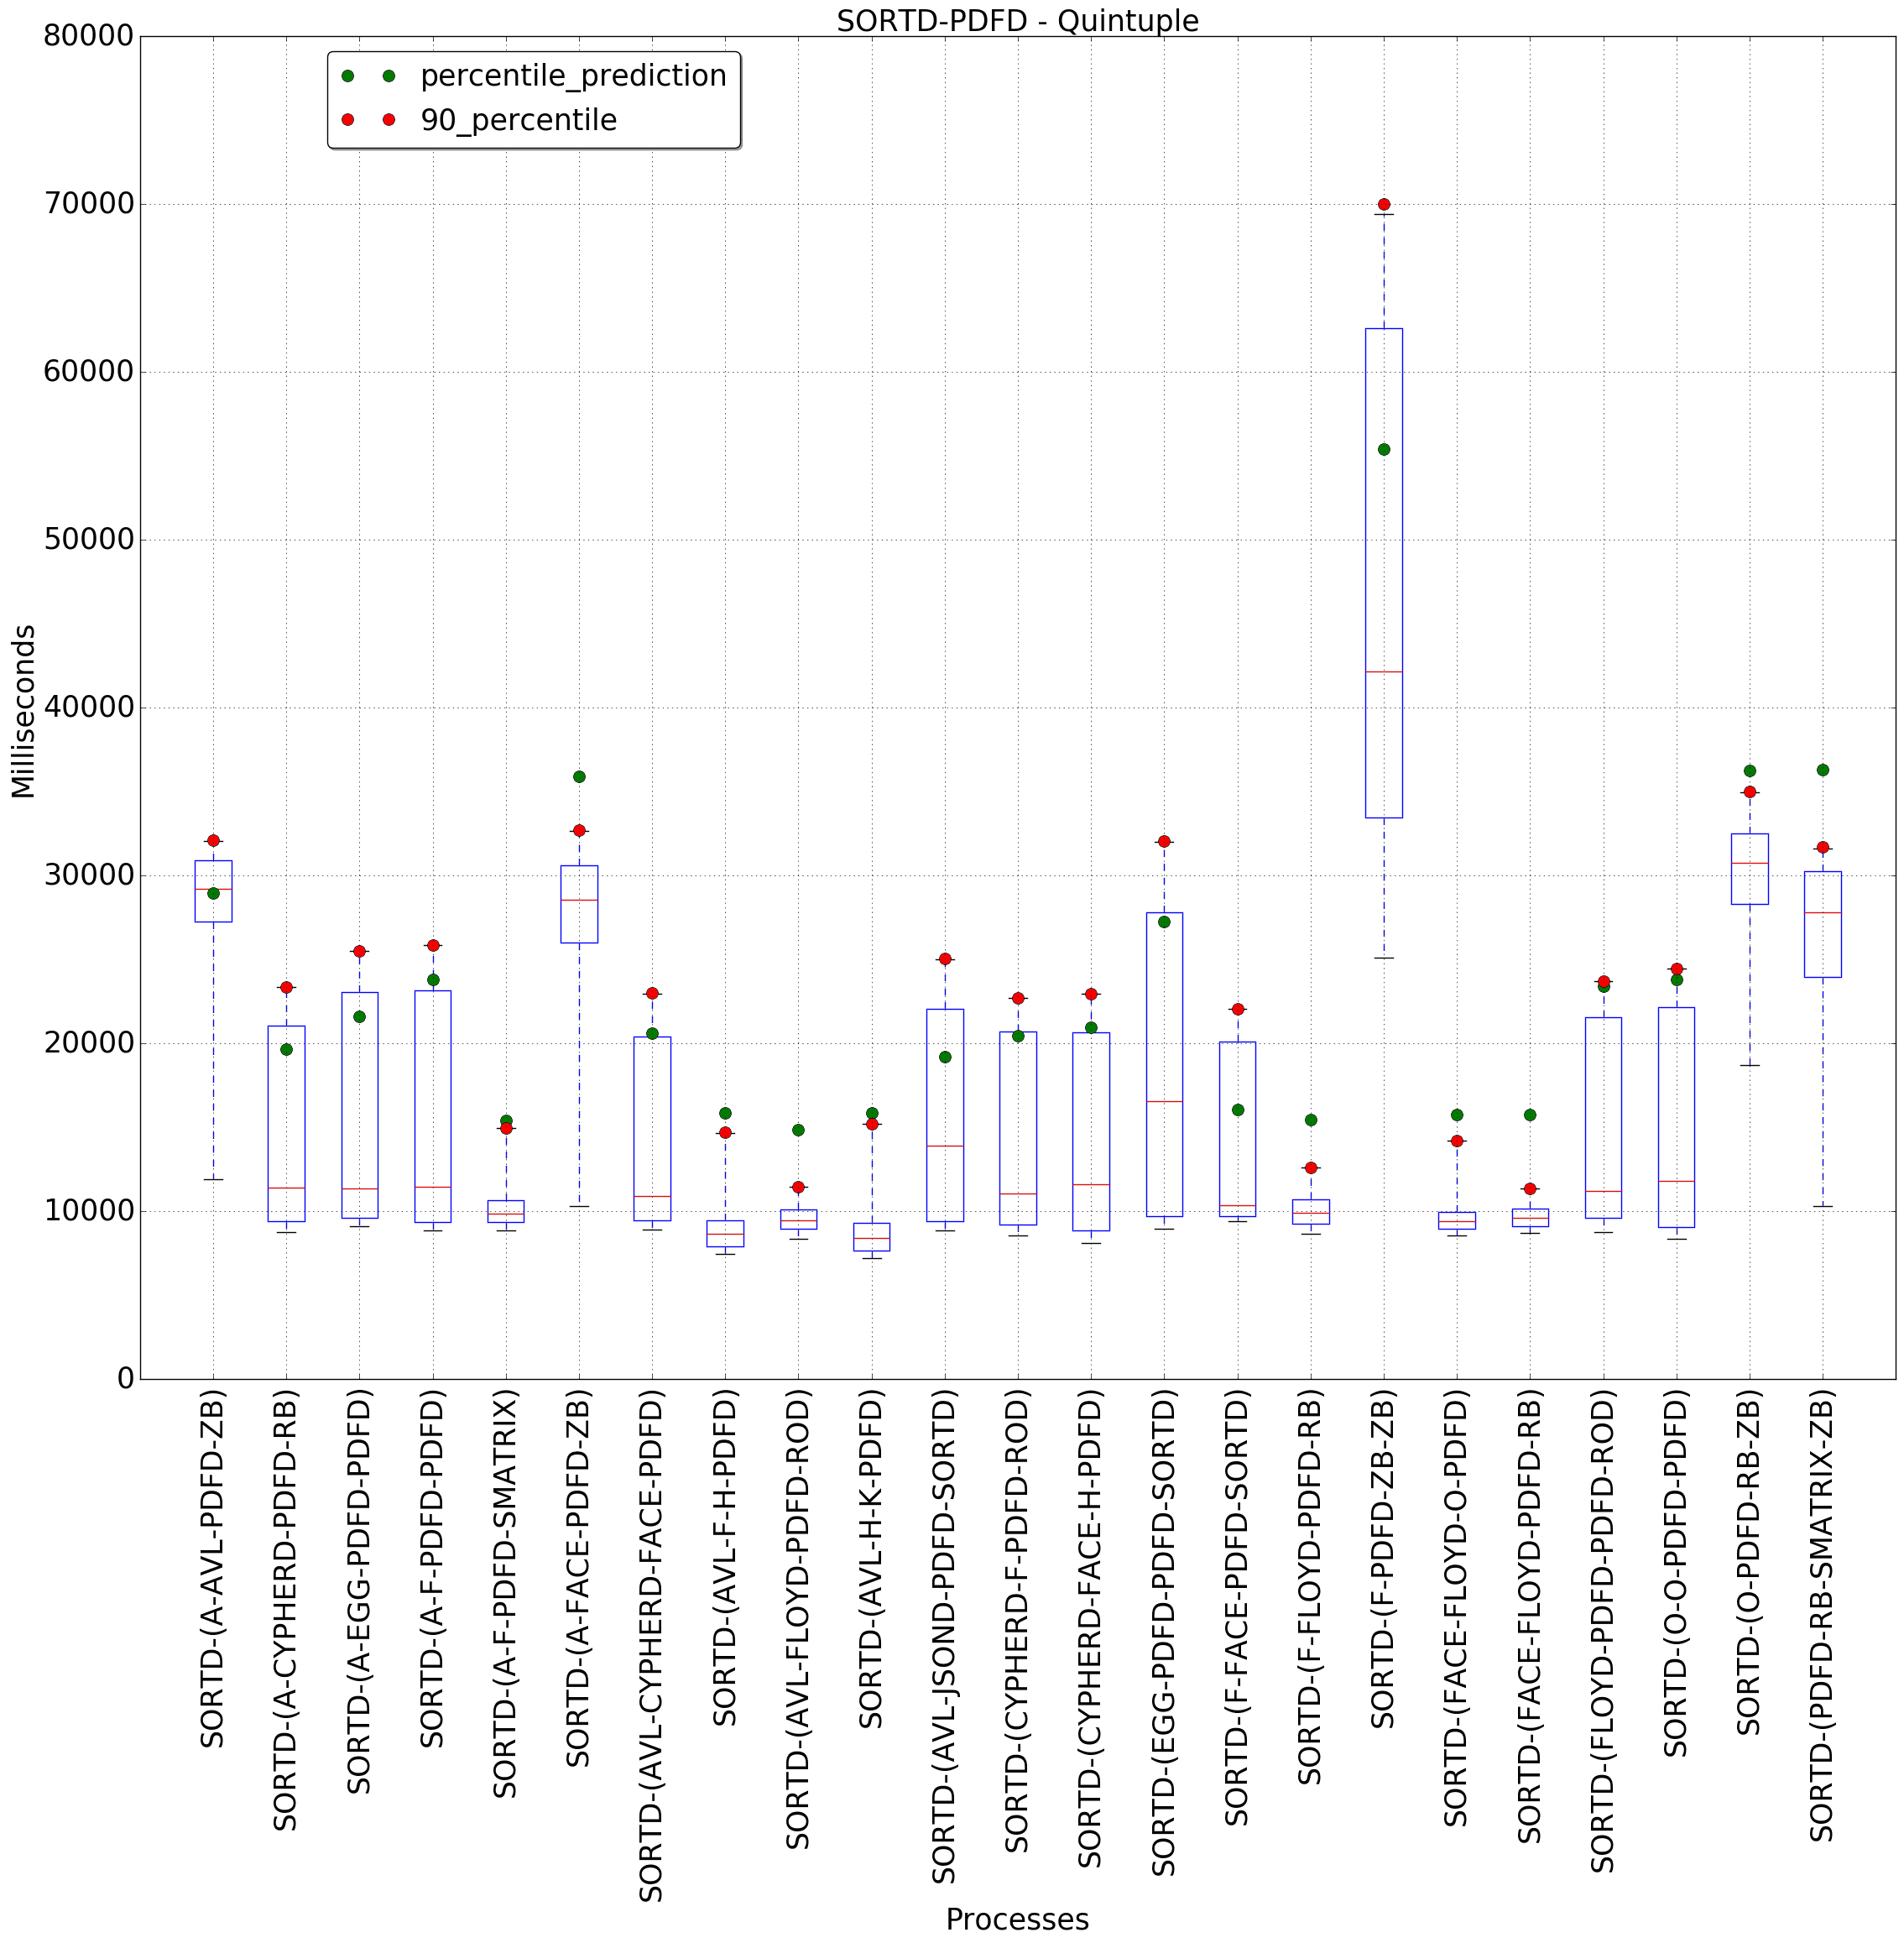 SORTD-PDFD - Quintuple
80000
70000
60000
50000
40000
30000
20000
10000
0
percentile_prediction
90_percentile
Milliseconds
SORTD-(A-AVL-PDFD-ZB)
SORTD-(A-CYPHERD-PDFD-RB)
SORTD-(A-EGG-PDFD-PDFD)
SORTD-(A-F-PDFD-PDFD)
SORTD-(A-F-PDFD-SMATRIX)
SORTD-(A-FACE-PDFD-ZB)
SORTD-(AVL-CYPHERD-FACE-PDFD)
SORTD-(AVL-F-H-PDFD)
SORTD-(AVL-FLOYD-PDFD-ROD)
SORTD-(AVL-H-K-PDFD)
SORTD-(AVL-JSOND-PDFD-SORTD)
SORTD-(CYPHERD-F-PDFD-ROD)
SORTD-(CYPHERD-FACE-H-PDFD)
SORTD-(EGG-PDFD-PDFD-SORTD)
SORTD-(F-FACE-PDFD-SORTD)
SORTD-(F-FLOYD-PDFD-RB)
SORTD-(F-PDFD-ZB-ZB)
SORTD-(FACE-FLOYD-O-PDFD)
SORTD-(FACE-FLOYD-PDFD-RB)
SORTD-(FLOYD-PDFD-PDFD-ROD)
SORTD-(O-O-PDFD-PDFD)
SORTD-(O-PDFD-RB-ZB)
SORTD-(PDFD-RB-SMATRIX-ZB)
Processes